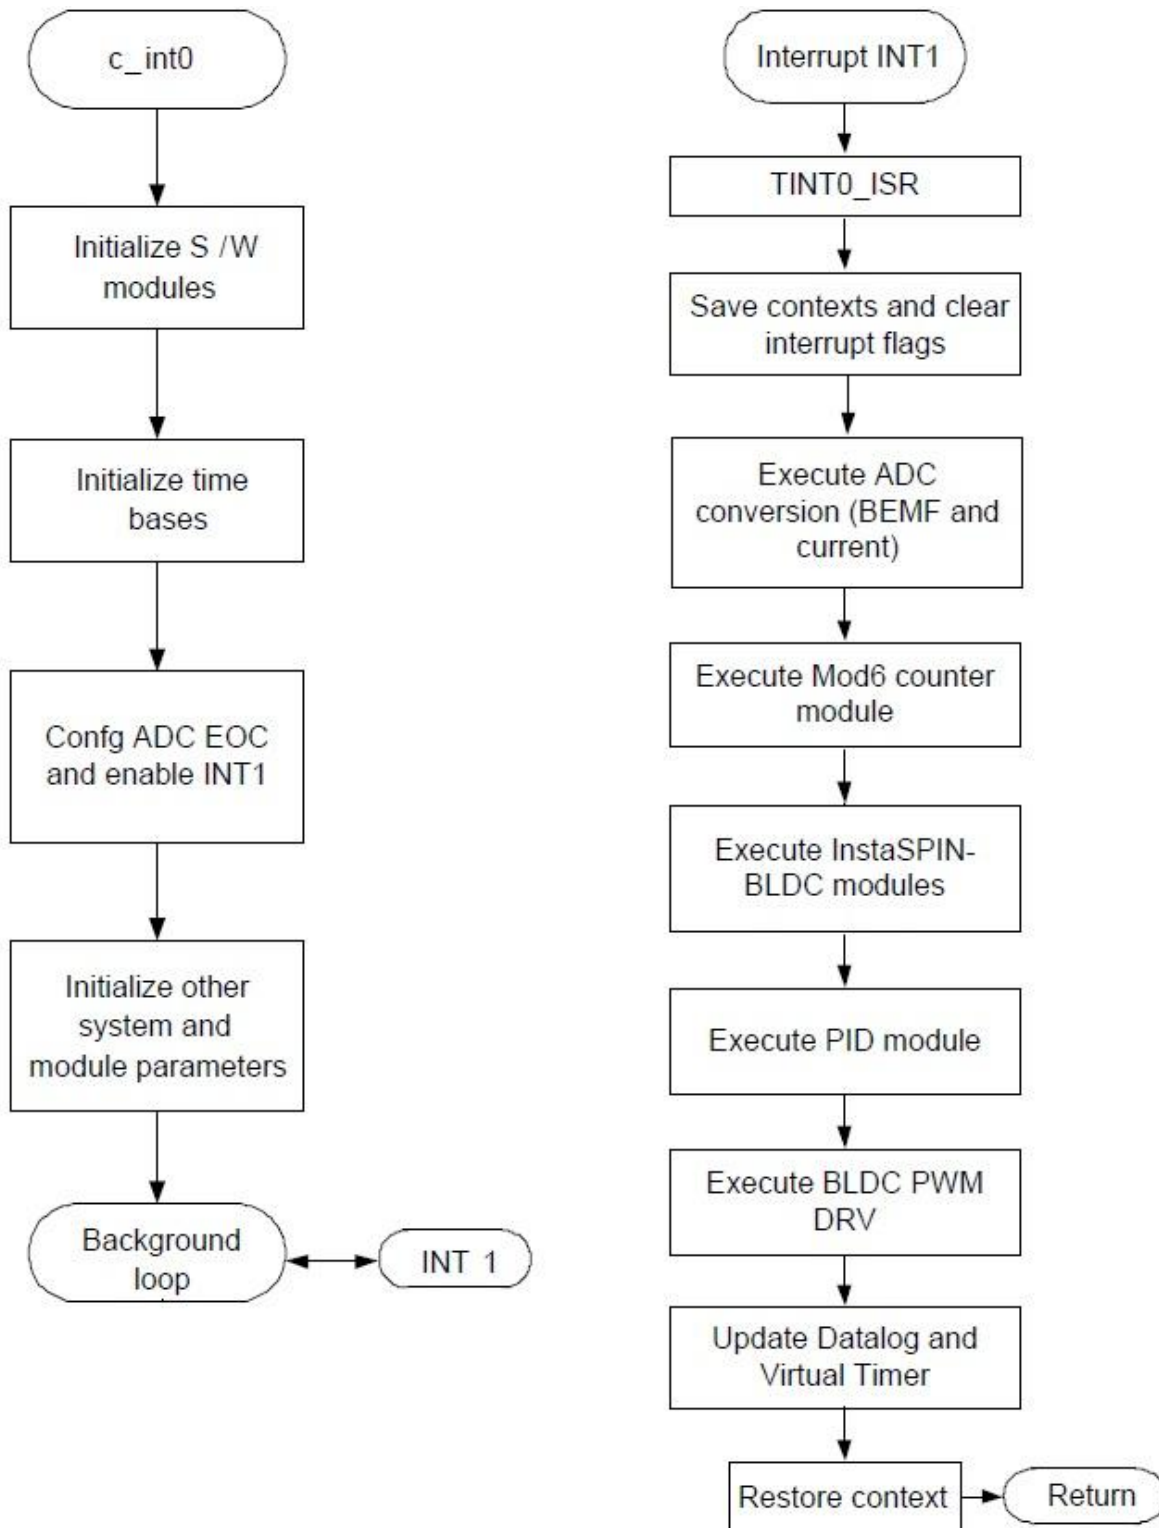 c_int0
Initialize S /W
modules
Initialize time
bases
Confg ADC EOC
and enable INT1
Initialize other
system and
module parameters
Background
loop
INT 1
Interrupt INT1
TINT0_ISR
Save contexts and clear
interrupt flags
Execute ADC
conversion (BEMF and
current)
Execute Mod6 counter
module
Execute InstaSPIN-
BLDC modules
Execute PID module
Execute BLDC PWM
DRV
Update Datalog and
Virtual Timer
Restore context
Return